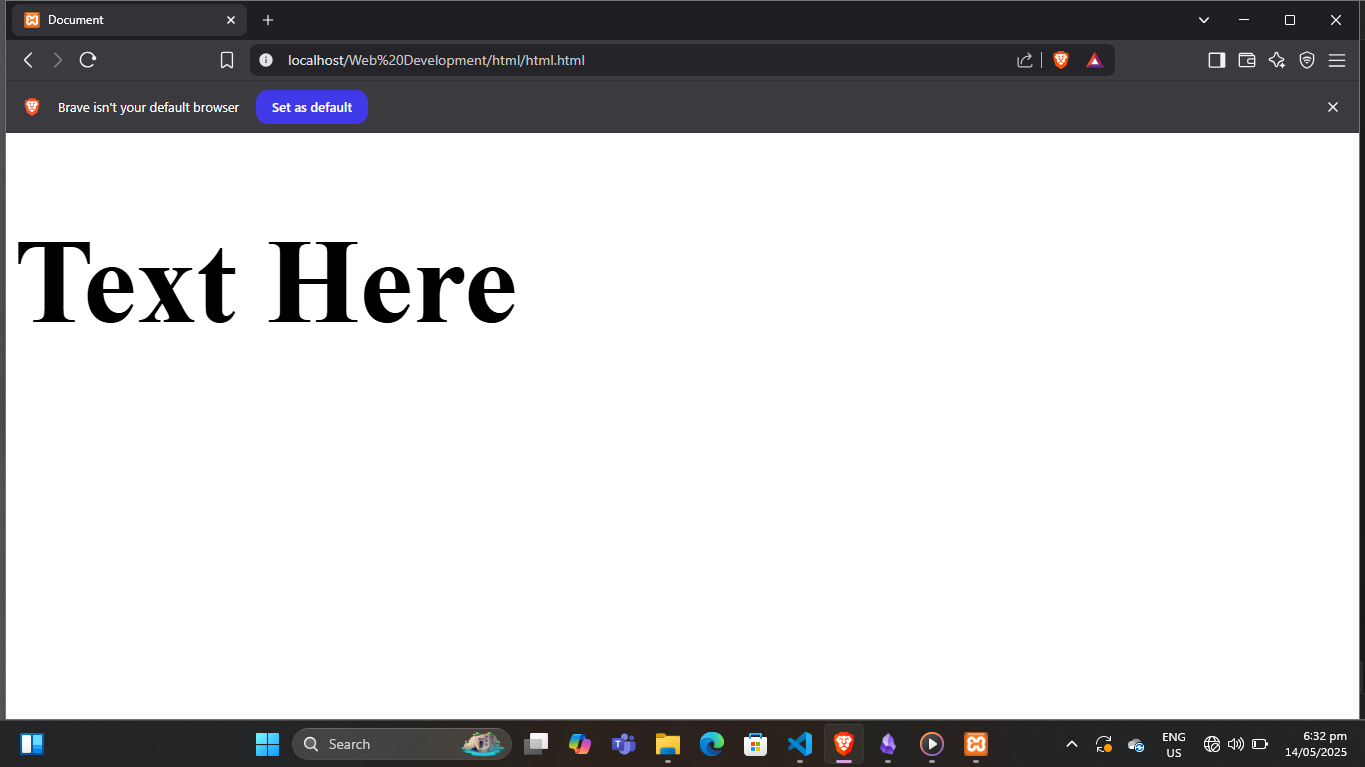 Document
localhost/Web%20Development/html/html.html
Brave isn't your default browser
Set as default
Text Here
Search
ENG
US
6:32 pm
14/05/2025